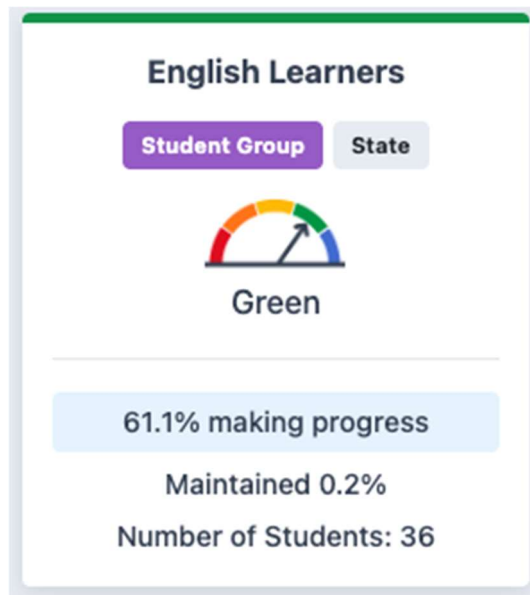 English Learners
Student Group State
Green
61.1% making progress
Maintained 0.2%
Number of Students: 36